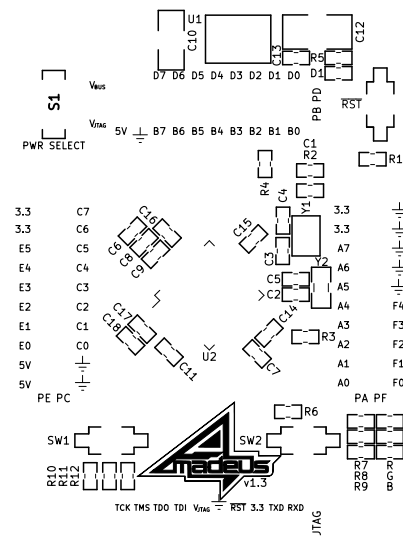 U1
C10
C13
C12
D7 D6 D5 D4 D3 D2 D1 D0
R5
D1
S1
VBUS
VJTAG
PB PD
RST
5V B7 B6 B5 B4 B3 B2 B1 B0
PWR SELECT
C1
R2
R1
R4
C4
Y1
3.3 C7
C16
C15
3.3
3.3 C6
3.3
E5 C5
C6
C8
C9
C3
A7
E4 C4
Y2
A6
E3 C3
C5
A5
E2 C2
C2
A4 F4
E1 C1
C17
C14
A3 F3
E0 C0
C18
R3
A2 F2
5V
C11
U2
C7
A1 F1
5V
A0 F0
PE PC
PA PF
R6
SW1
Amadeus
SW2
R10
R11
R12
v1.3
R7 R
R8 G
R9 B
TCK TMS TDO TDI VJTAG RST 3.3 TXD RXD
JTAG